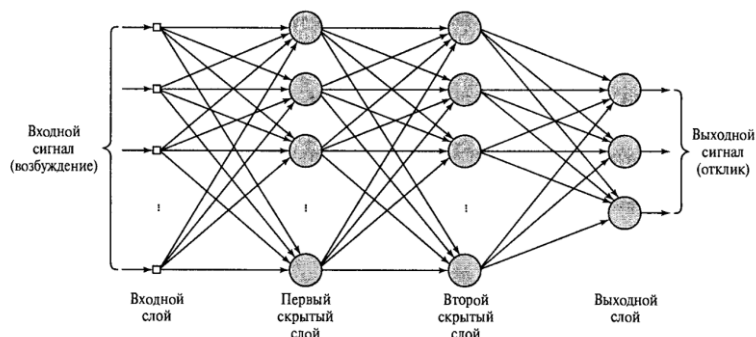 Входной
сигнал
(возбуждение)
Выходной
сигнал
(отклик)
Входной
слой
Первый
скрытый
слой
Второй
скрытый
слой
Выходной
слой